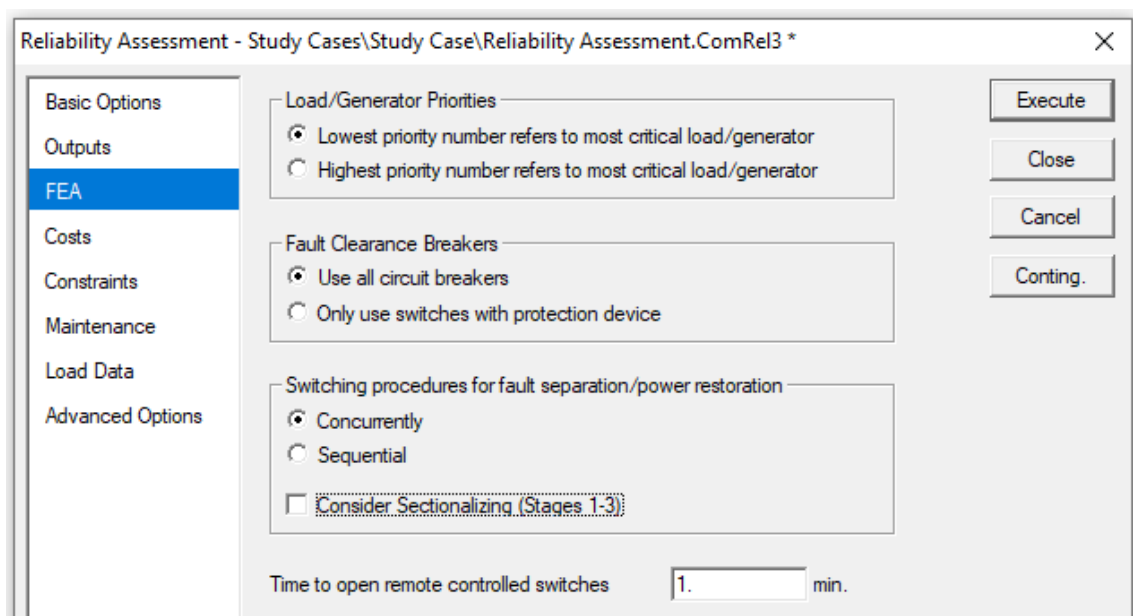 Reliability Assessment - Study Cases\Study Case\Reliability Assessment.ComRel3 *
Basic Options
Outputs
FEA
Costs
Constraints
Maintenance
Load Data
Advanced Options
Load/Generator Priorities
Lowest priority number refers to most critical load/generator
Highest priority number refers to most critical load/generator
Fault Clearance Breakers
Use all circuit breakers
Only use switches with protection device
Switching procedures for fault separation/power restoration
Concurrently
Sequential
Consider Sectionalizing (Stages 1-3)
Time to open remote controlled switches 1. min.
Execute
Close
Cancel
Conting.